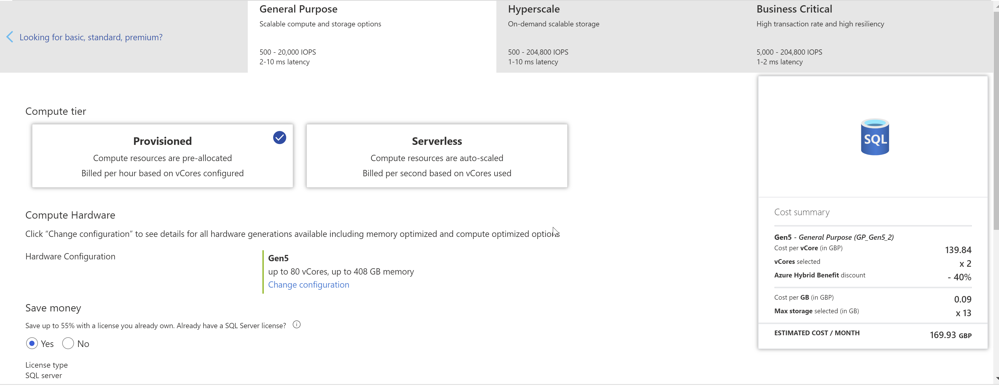 Looking for basic, standard, premium?
General Purpose
Scalable compute and storage options
500 - 20,000 IOPS
2-10 ms latency
Hyperscale
On-demand scalable storage
500 - 204,800 IOPS
1-10 ms latency
Business Critical
High transaction rate and high resiliency
5,000 - 204,800 IOPS
1-2 ms latency
Compute tier
Provisioned
Compute resources are pre-allocated
Billed per hour based on vCores configured
Serverless
Compute resources are auto-scaled
Billed per second based on vCores used
Compute Hardware
Click “Change configuration” to see details for all hardware generations available including memory optimized and compute optimized options
Hardware Configuration
Gen5
up to 80 vCores, up to 408 GB memory
Change configuration
Save money
Save up to 55% with a license you already own. Already have a SQL Server license?
Yes No
License type
SQL server
SQL
Cost summary
Gen5 - General Purpose (GP_Gen5_2)
Cost per vCore (in GBP) 139.84
vCores selected x 2
Azure Hybrid Benefit discount - 40%
Cost per GB (in GBP) 0.09
Max storage selected (in GB) x 13
ESTIMATED COST / MONTH 169.93 GBP